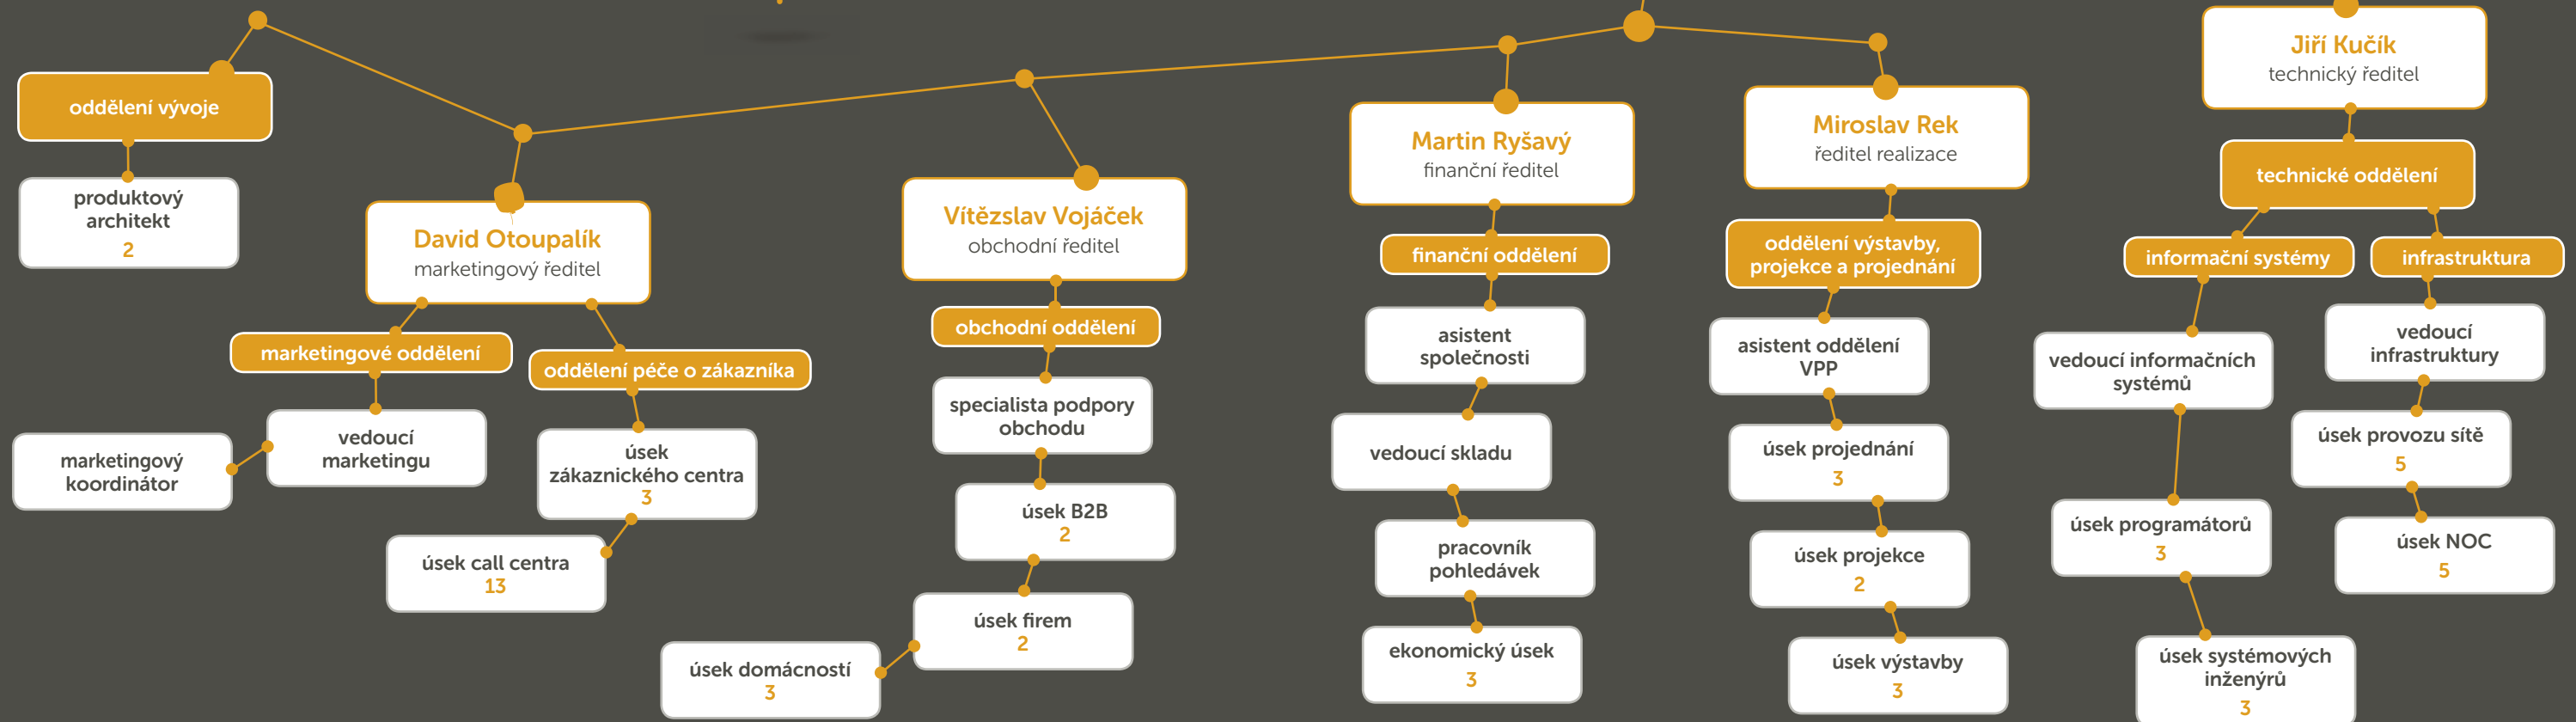 oddělení vývoje
produktový
architekt
2
David Otoupalík
marketingový ředitel
marketingové oddělení
vedoucí
marketingu
marketingový
koordinátor
oddělení péče o zákazníka
úsek
zákaznického centra
3
úsek call centra
13
Vítězslav Vojáček
obchodní ředitel
obchodní oddělení
specialista podpory
obchodu
úsek B2B
2
úsek firem
2
úsek domácností
3
Martin Ryšavý
finanční ředitel
finanční oddělení
asistent
společnosti
vedoucí skladu
pracovník
pohledávek
ekonomický úsek
3
Miroslav Rek
ředitel realizace
oddělení výstavby,
projekce a projednání
asistent oddělení
VPP
úsek projednání
3
úsek projekce
2
úsek výstavby
3
Jiří Kučík
technický ředitel
technické oddělení
informační systémy
vedoucí informačních
systémů
úsek programátorů
3
úsek systémových
inženýrů
3
infrastruktura
vedoucí
infrastruktury
úsek provozu sítě
5
úsek NOC
5